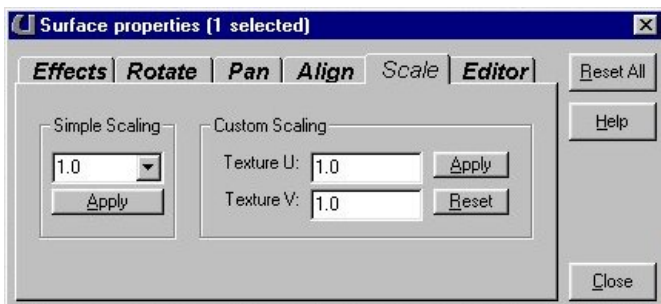 Surface properties (1 selected)
Effects Rotate Pan Align Scale Editor
Reset All
Help
Simple Scaling
1.0
Apply
Custom Scaling
Texture U: 1.0 Apply
Texture V: 1.0 Reset
Close